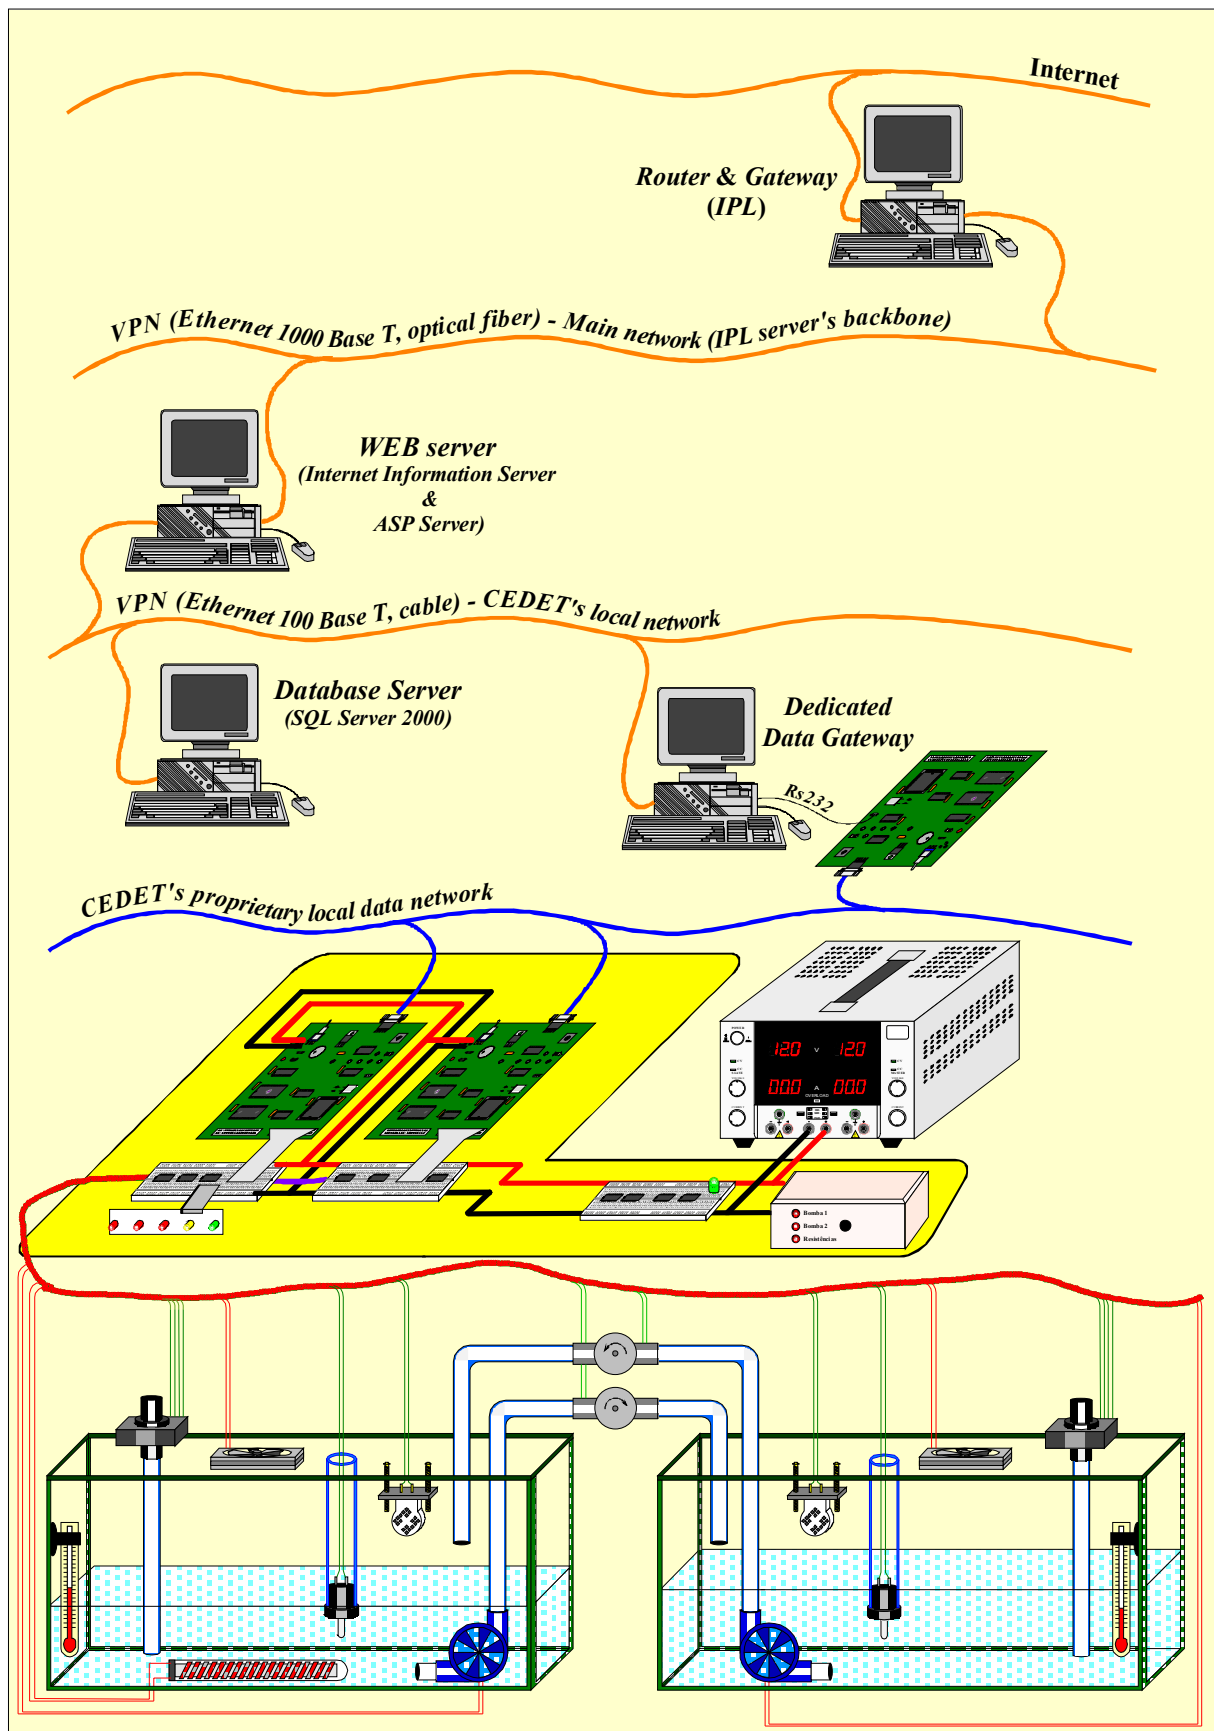 Internet
Router & Gateway
(IPL)
VPN (Ethernet 1000 Base T, optical fiber) - Main network (IPL server's backbone)
WEB server
(Internet Information Server
&
ASP Server)
VPN (Ethernet 100 Base T, cable) - CEDET's local network
Database Server
(SQL Server 2000)
Dedicated
Data Gateway
Rs232
CEDET's proprietary local data network
POWER
12.0 V 12.0
00.0 A 00.0
OVERLOAD
Bomba 1
Bomba 2
Resistências